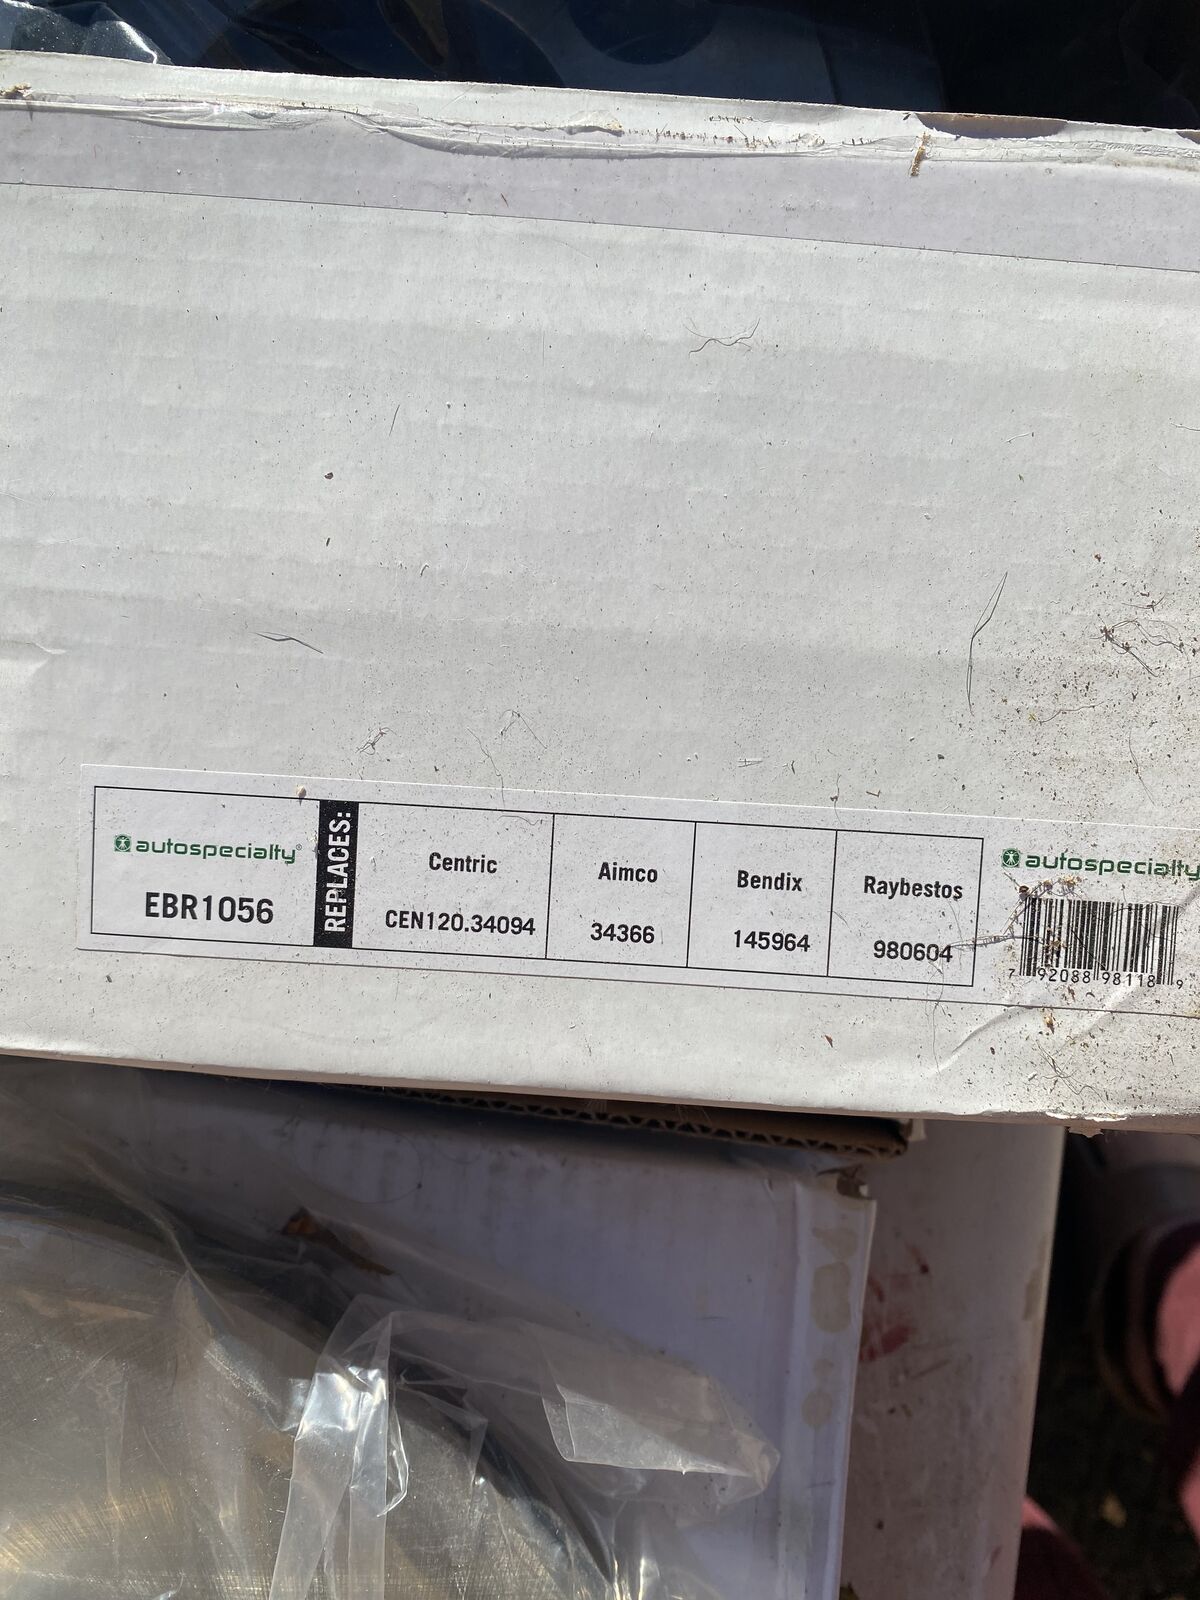 autospecialty®
EBR1056
REPLACES:
Centric
CEN120.34094
Aimco
34366
Bendix
145964
Raybestos
980604
autospecialty
7 92088 98118 9